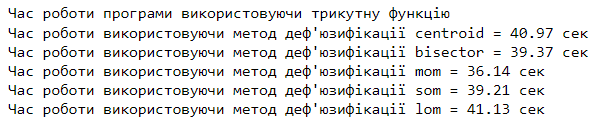 Час роботи програми використовуючи трикутну функцію
Час роботи використовуючи метод деф'юзифікації centroid = 40.97 сек
Час роботи використовуючи метод деф'юзифікації bisector = 39.37 сек
Час роботи використовуючи метод деф'юзифікації mom = 36.14 сек
Час роботи використовуючи метод деф'юзифікації som = 39.21 сек
Час роботи використовуючи метод деф'юзифікації lom = 41.13 сек